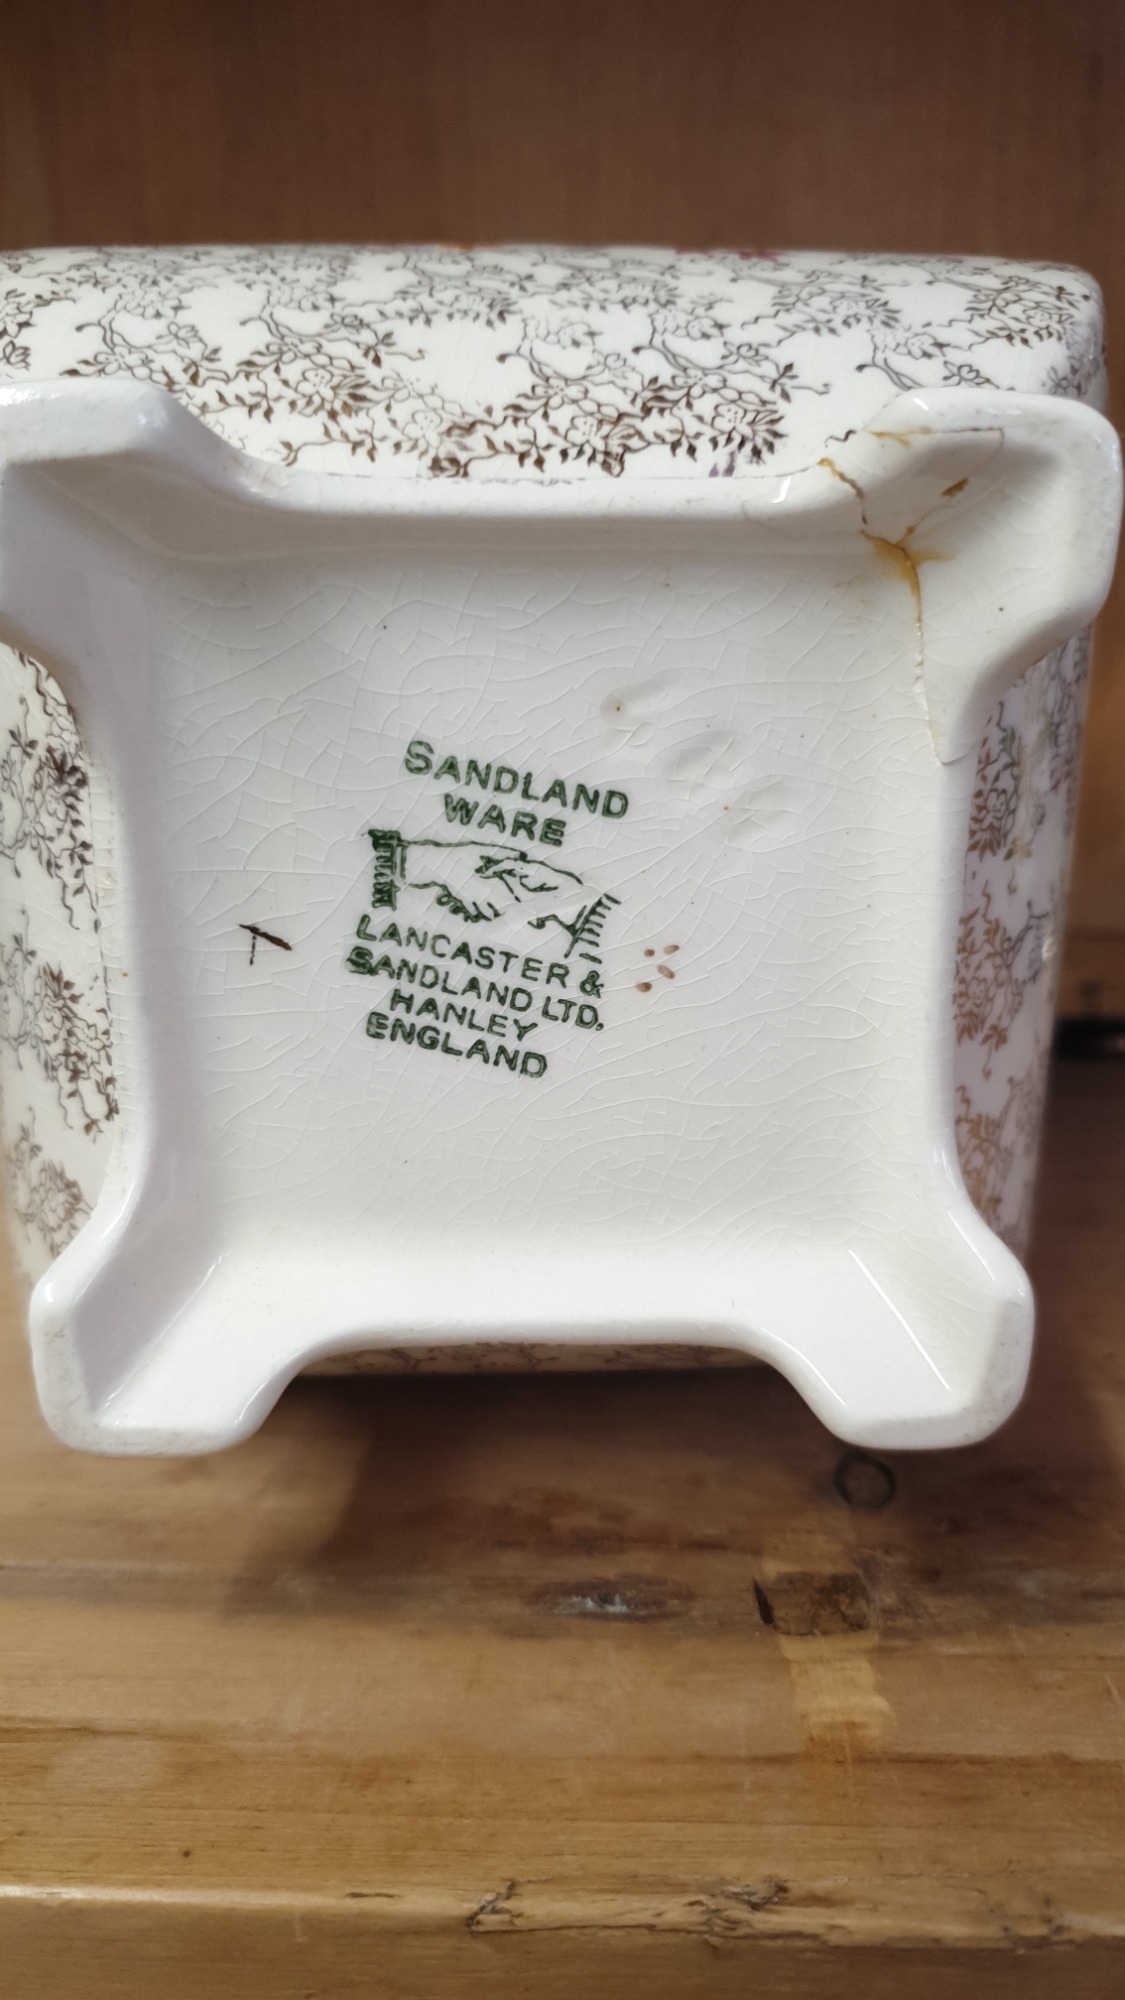 SANDLAND
WARE
LANCASTER &
SANDLAND LTD.
HANLEY
ENGLAND